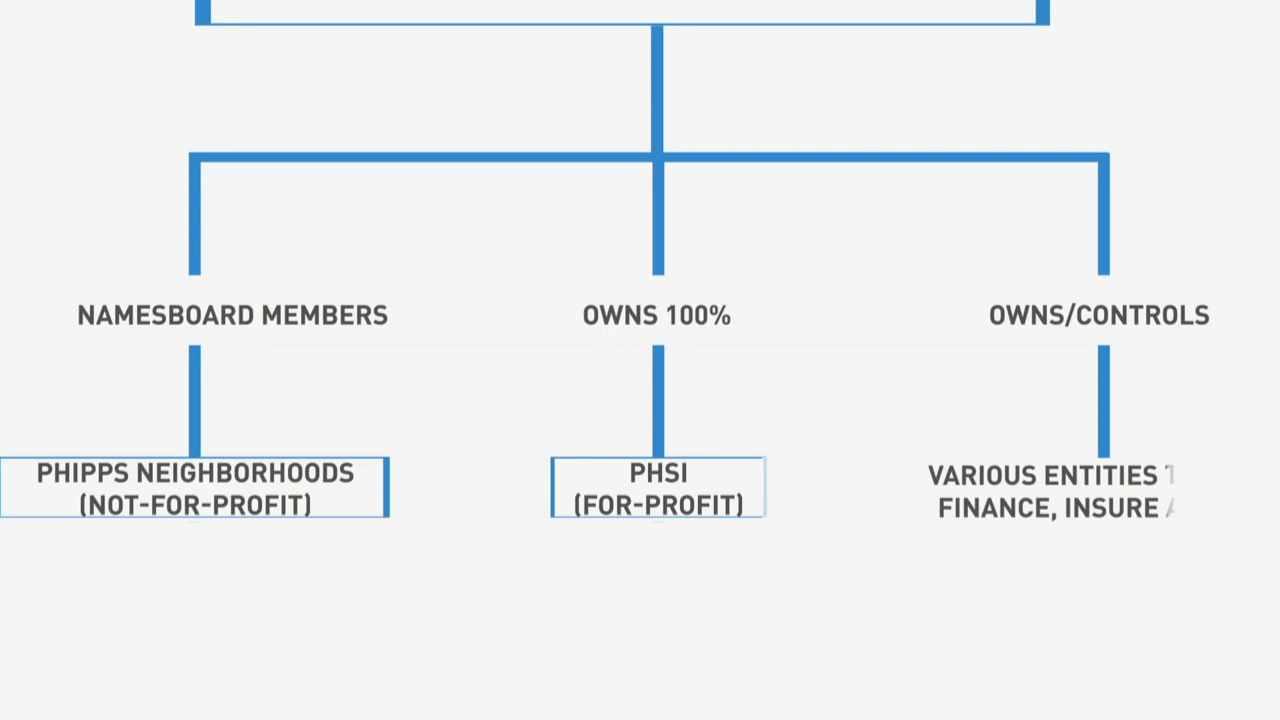 NAMESBOARD MEMBERS
OWNS 100%
OWNS/CONTROLS
PHIPPS NEIGHBORHOODS
(NOT-FOR-PROFIT)
PHSI
(FOR-PROFIT)
VARIOUS ENTITIES
FINANCE, INSURE